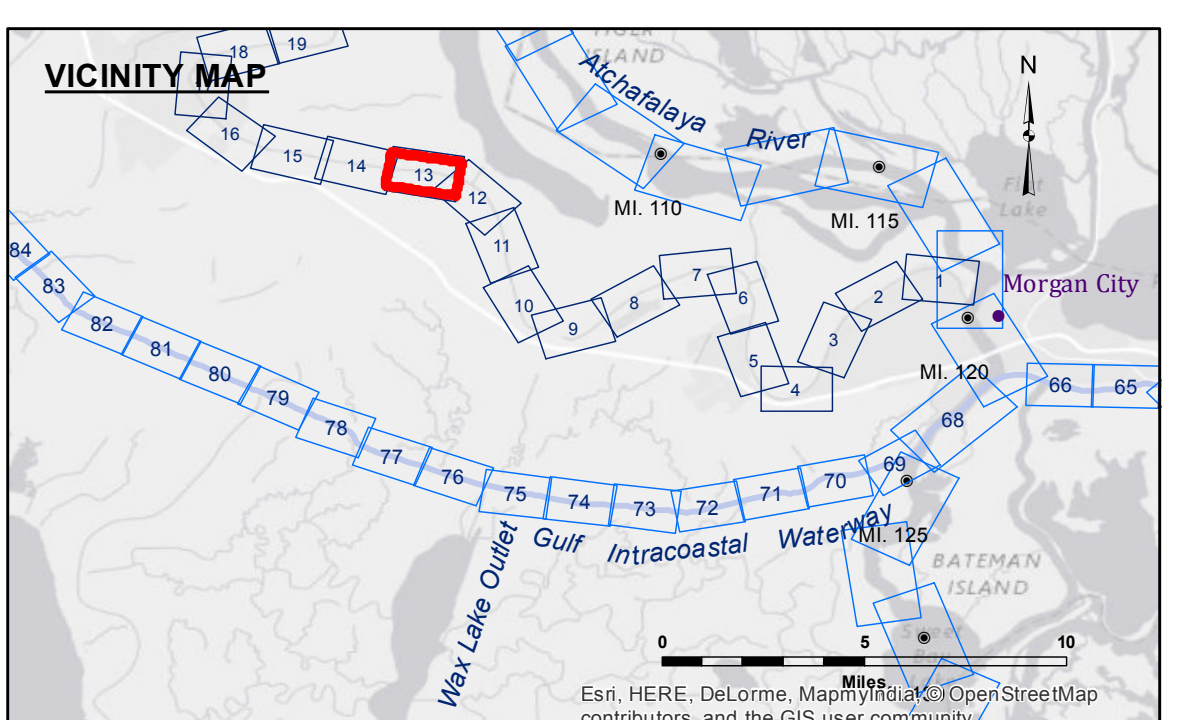 TIGER
ISLAND
18
19
VICINITY MAP
N
Atchafalaya
River
16
15
14
13
12
MI. 110
MI. 115
Flat
Lake
11
84
83
7
6
1
Morgan City
10
8
2
9
82
81
3
5
80
MI. 120
79
4
66
65
78
68
77
76
69
75
74
73
72
71
70
Wax Lake Outlet
Gulf
Intracoastal
Waterway
MI. 125
BATEMAN
ISLAND
Sweet
Bay
0
5
10
Miles
Esri, HERE, DeLorme, MapmyIndia, © OpenStreetMap
contributors, and the GIS user community